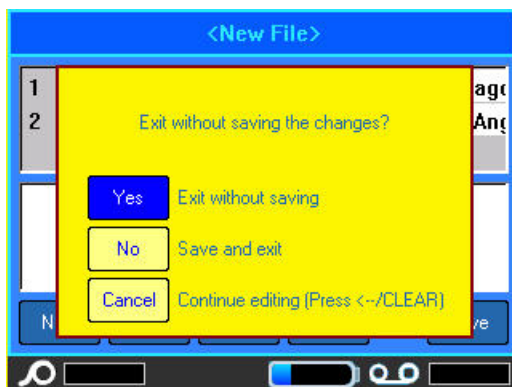 <New File>
1
2
Exit without saving the changes?
Yes Exit without saving
No Save and exit
Cancel Continue editing (Press <--/CLEAR)